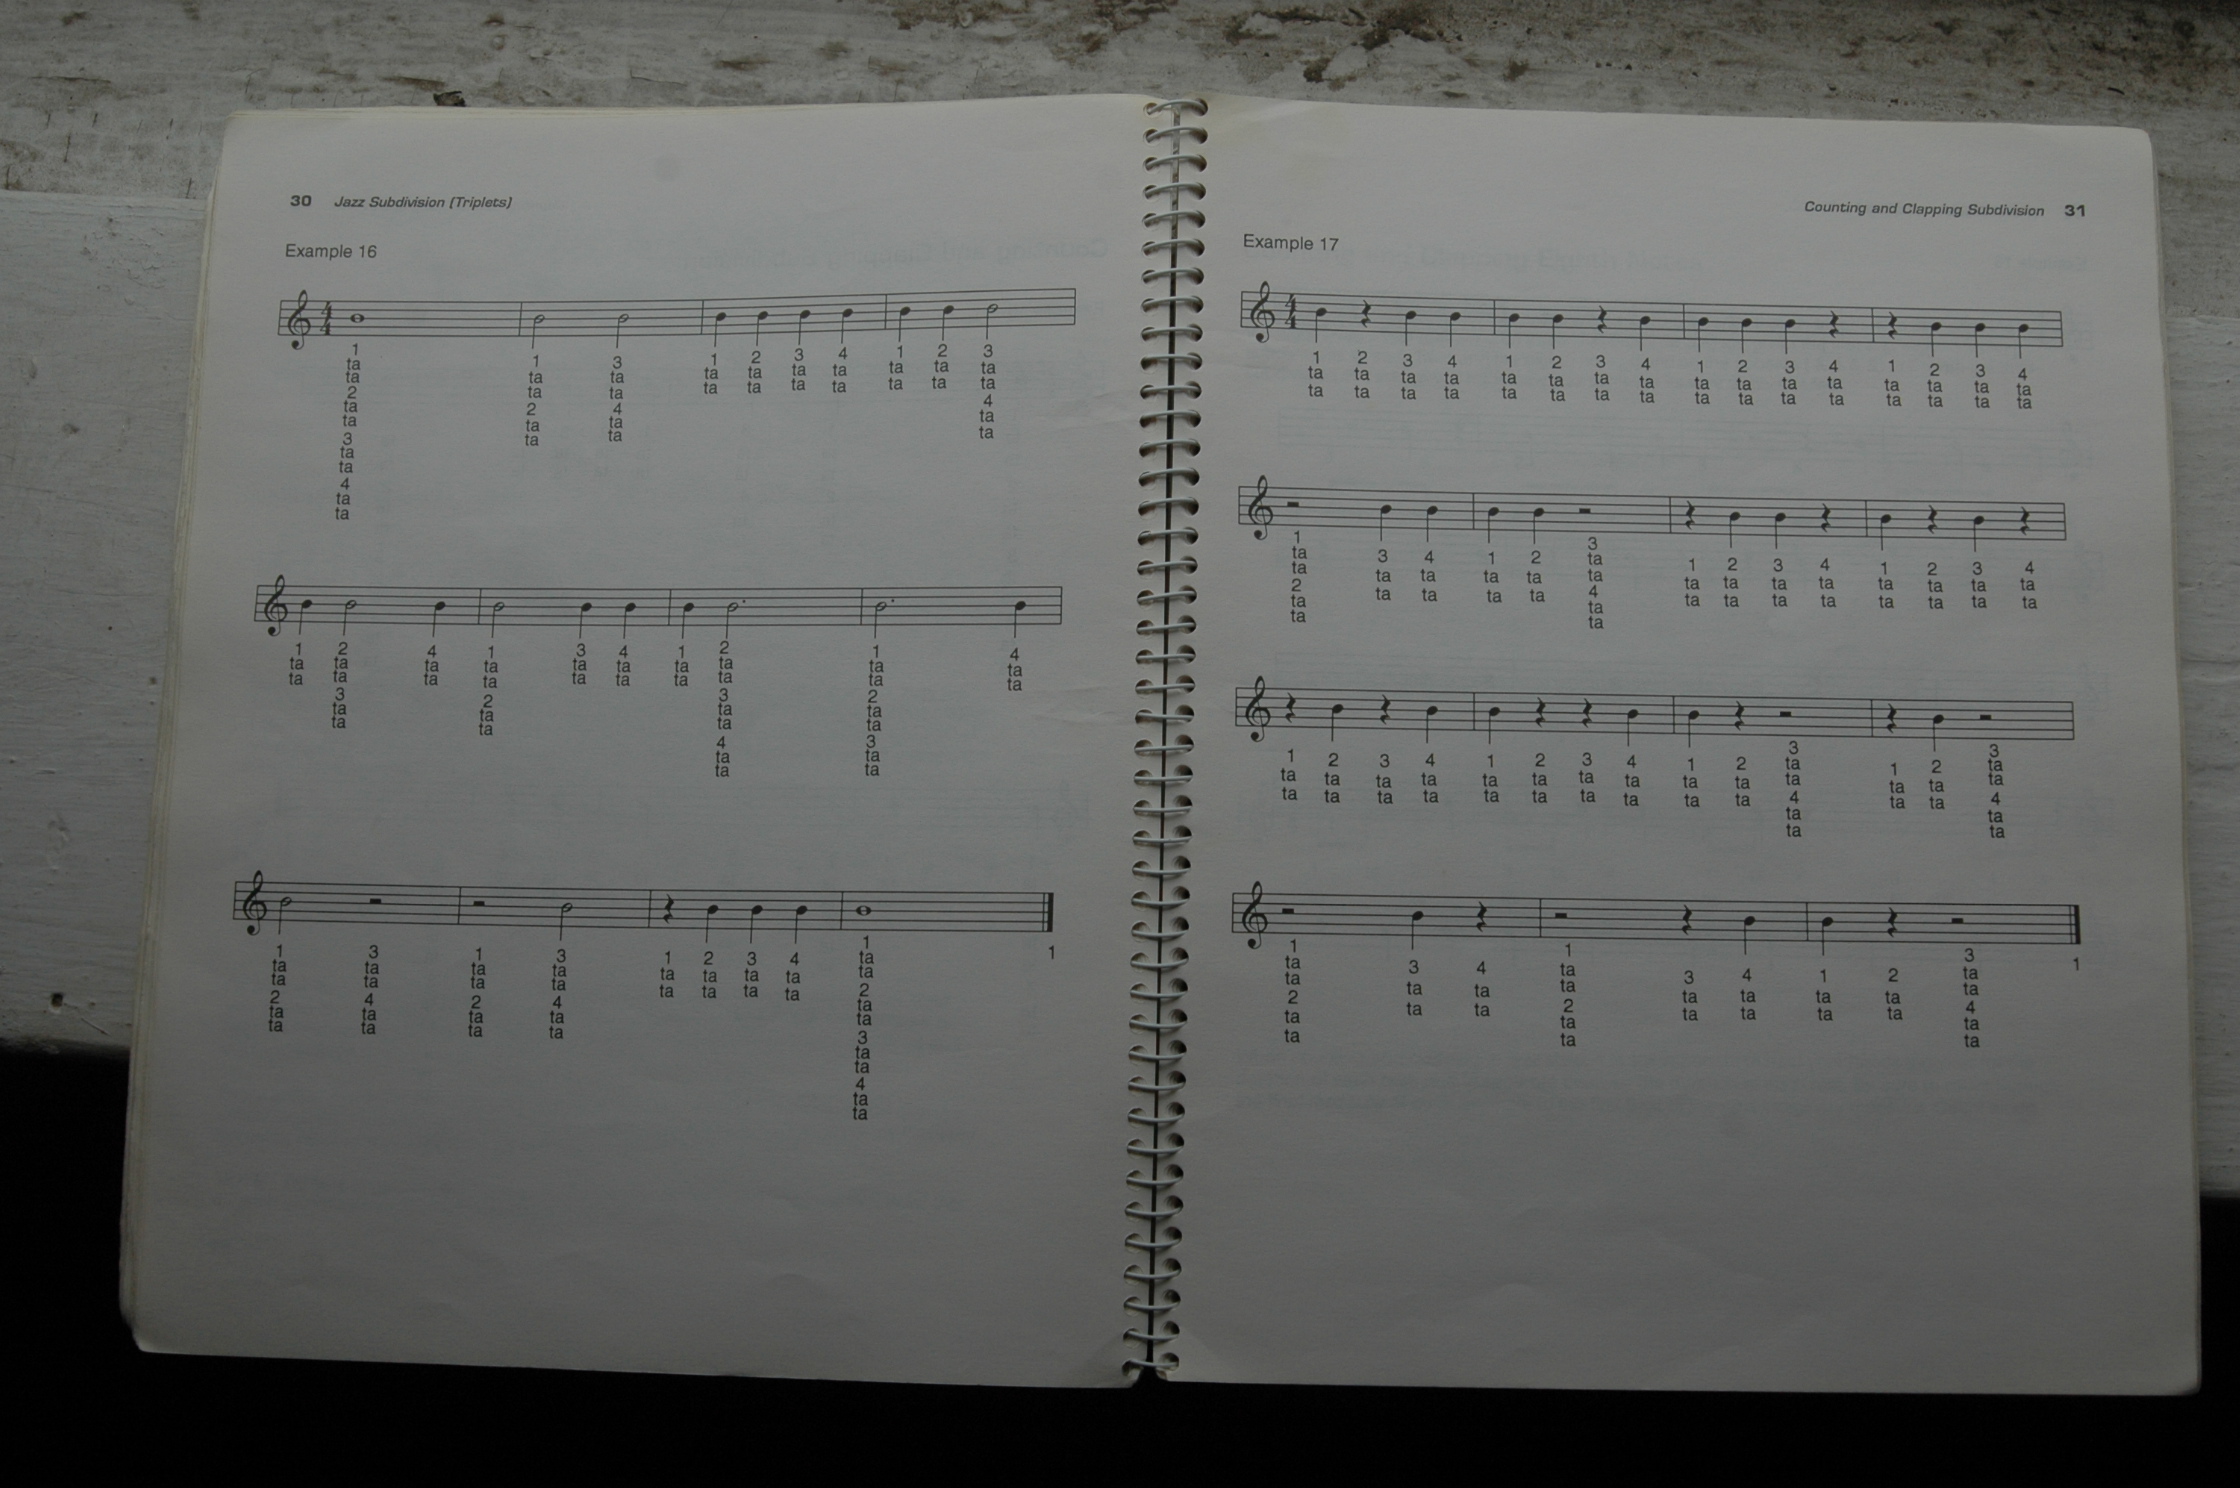 30 Jazz Subdivision (Triplets)
Example 16
4
4
1 1 3 1 2 3 4 1 2 3
ta ta ta ta ta ta ta ta ta ta
ta ta ta ta ta ta ta ta ta ta
2 2 4 4
ta ta ta ta
ta ta ta ta
3
ta
ta
4
ta
ta
1 2 4 1 3 4 1 2 1 4
ta ta ta ta ta ta ta ta ta ta
ta ta ta ta ta ta ta ta ta ta
3 2 3 2
ta ta ta ta
ta ta ta ta
4 3
ta ta
ta ta
1 3 1 3 1 2 3 4 1 1
ta ta ta ta ta ta ta ta ta
ta ta ta ta ta ta ta ta ta
2 4 2 4 2
ta ta ta ta ta
ta ta ta ta ta
3
ta
ta
4
ta
ta
Counting and Clapping Subdivision 31
Example 17
4
4
1 2 3 4 1 2 3 4 1 2 3 4 1 2 3 4
ta ta ta ta ta ta ta ta ta ta ta ta ta ta ta ta
ta ta ta ta ta ta ta ta ta ta ta ta ta ta ta ta
1 3 4 1 2 3 1 2 3 4 1 2 3 4
ta ta ta ta ta ta ta ta ta ta ta ta ta ta
ta ta ta ta ta ta ta ta ta ta ta ta ta ta
2 4
ta ta
ta ta
1 2 3 4 1 2 3 4 1 2 3 1 2 3
ta ta ta ta ta ta ta ta ta ta ta ta ta ta
ta ta ta ta ta ta ta ta ta ta ta ta ta ta
4 4
ta ta
ta ta
1 3 4 1 3 4 1 2 3 1
ta ta ta ta ta ta ta ta ta
ta ta ta ta ta ta ta ta ta
2 2 4
ta ta ta
ta ta ta